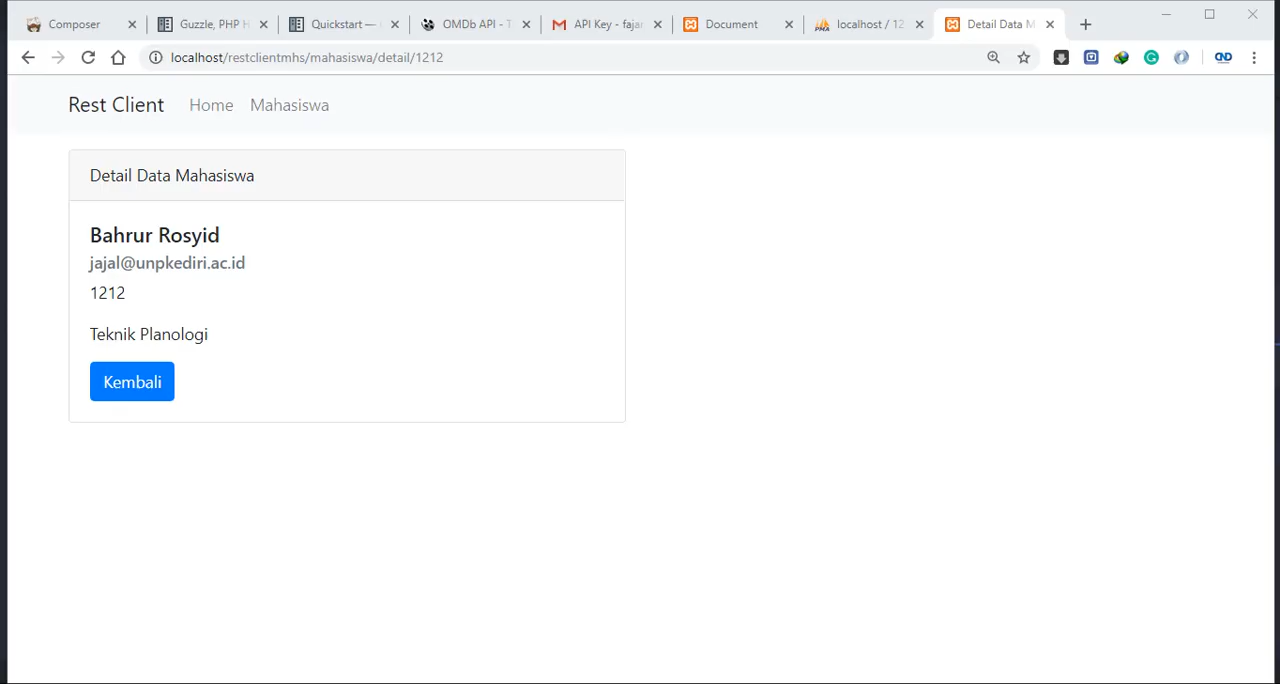 Composer
Guzzle, PHP H
Quickstart —
OMDb API - T
API Key - fajar
Document
localhost / 12
Detail Data M
localhost/restclientmhs/mahasiswa/detail/1212
Rest Client Home Mahasiswa
Detail Data Mahasiswa
Bahrur Rosyid
jajal@unpkediri.ac.id
1212
Teknik Planologi
Kembali